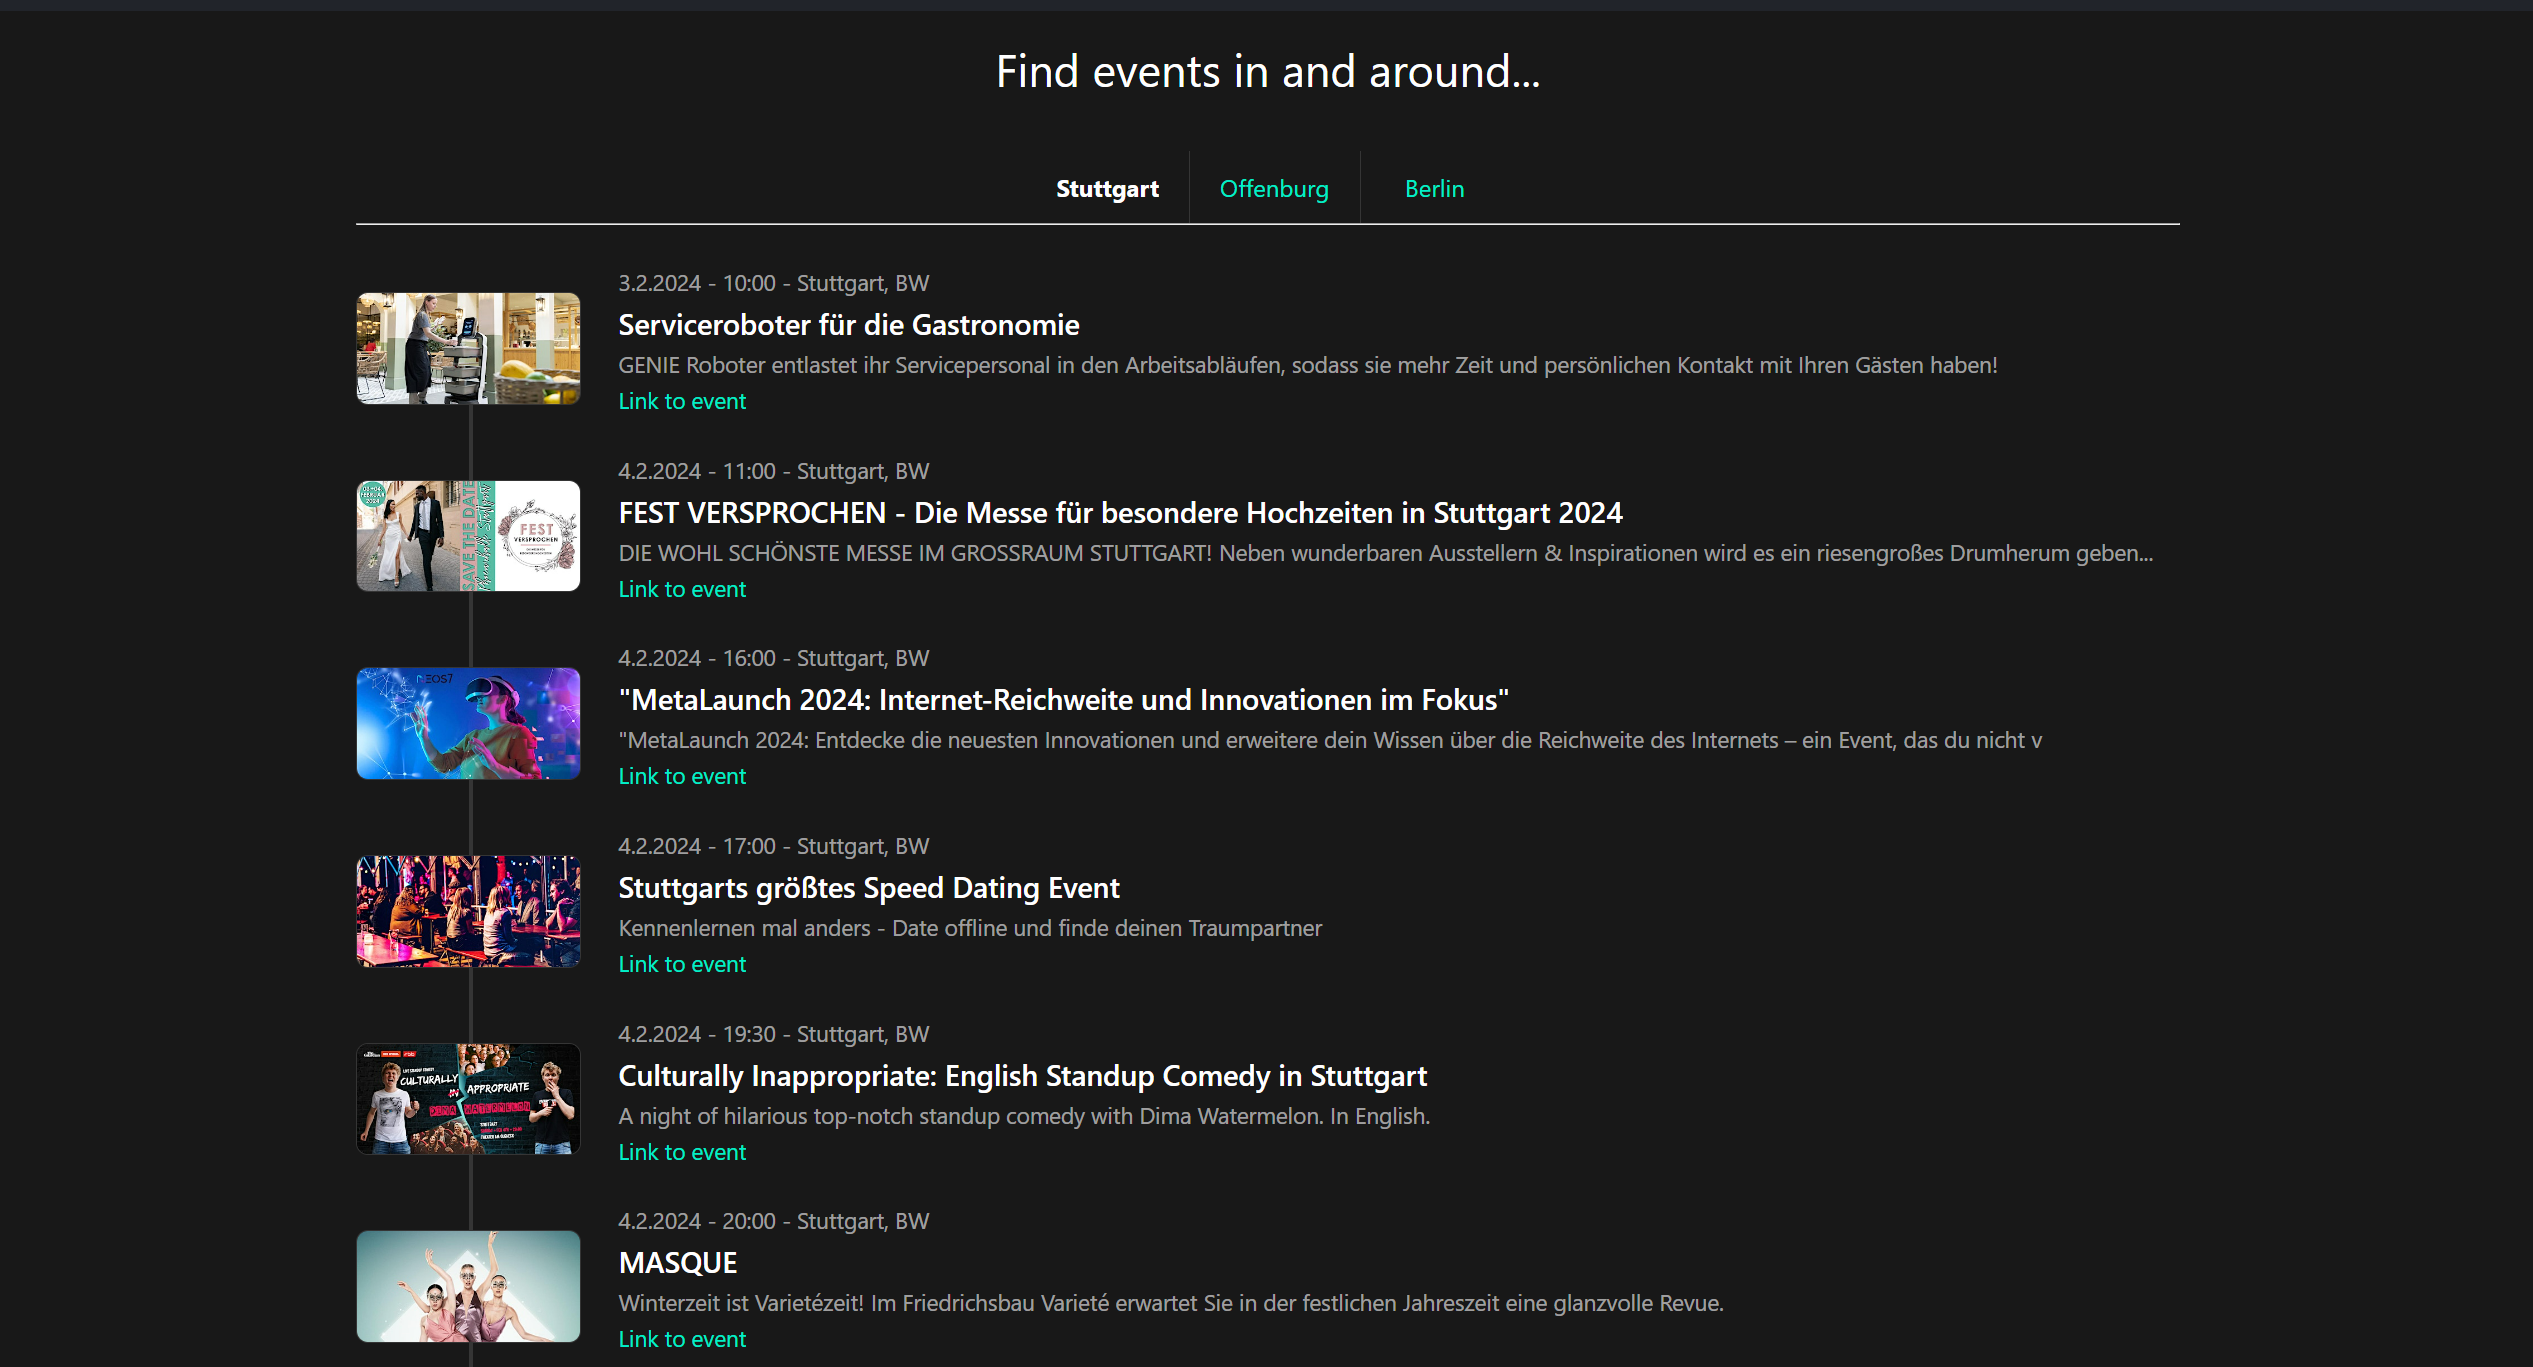 Find events in and around...
Stuttgart
Offenburg
Berlin
3.2.2024 - 10:00 - Stuttgart, BW
Serviceroboter für die Gastronomie
GENIE Roboter entlastet ihr Servicepersonal in den Arbeitsabläufen, sodass sie mehr Zeit und persönlichen Kontakt mit Ihren Gästen haben!
Link to event
SAVE THE DATE
FEST
VERSPROCHEN
4.2.2024 - 11:00 - Stuttgart, BW
FEST VERSPROCHEN - Die Messe für besondere Hochzeiten in Stuttgart 2024
DIE WOHL SCHÖNSTE MESSE IM GROSSRAUM STUTTGART! Neben wunderbaren Ausstellern & Inspirationen wird es ein riesengroßes Drumherum geben...
Link to event
4.2.2024 - 16:00 - Stuttgart, BW
"MetaLaunch 2024: Internet-Reichweite und Innovationen im Fokus"
"MetaLaunch 2024: Entdecke die neuesten Innovationen und erweitere dein Wissen über die Reichweite des Internets – ein Event, das du nicht v
Link to event
4.2.2024 - 17:00 - Stuttgart, BW
Stuttgarts größtes Speed Dating Event
Kennenlernen mal anders - Date offline und finde deinen Traumpartner
Link to event
CULTURALLY
APPROPRIATE
DIMA WATERMELON
4.2.2024 - 19:30 - Stuttgart, BW
Culturally Inappropriate: English Standup Comedy in Stuttgart
A night of hilarious top-notch standup comedy with Dima Watermelon. In English.
Link to event
4.2.2024 - 20:00 - Stuttgart, BW
MASQUE
Winterzeit ist Varietézeit! Im Friedrichsbau Varieté erwartet Sie in der festlichen Jahreszeit eine glanzvolle Revue.
Link to event